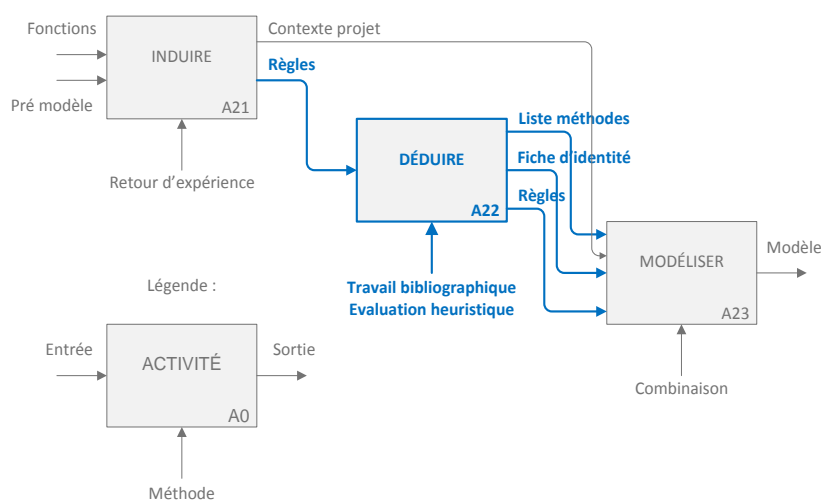 Fonctions
Contexte projet
INDUIRE
Règles
Pré modèle
A21
Liste méthodes
DÉDUIRE
Fiche d'identité
Retour d'expérience
Règles
A22
MODÉLISER
Modèle
Travail bibliographique
Evaluation heuristique
Légende :
A23
Entrée
ACTIVITÉ
Sortie
Combinaison
A0
Méthode